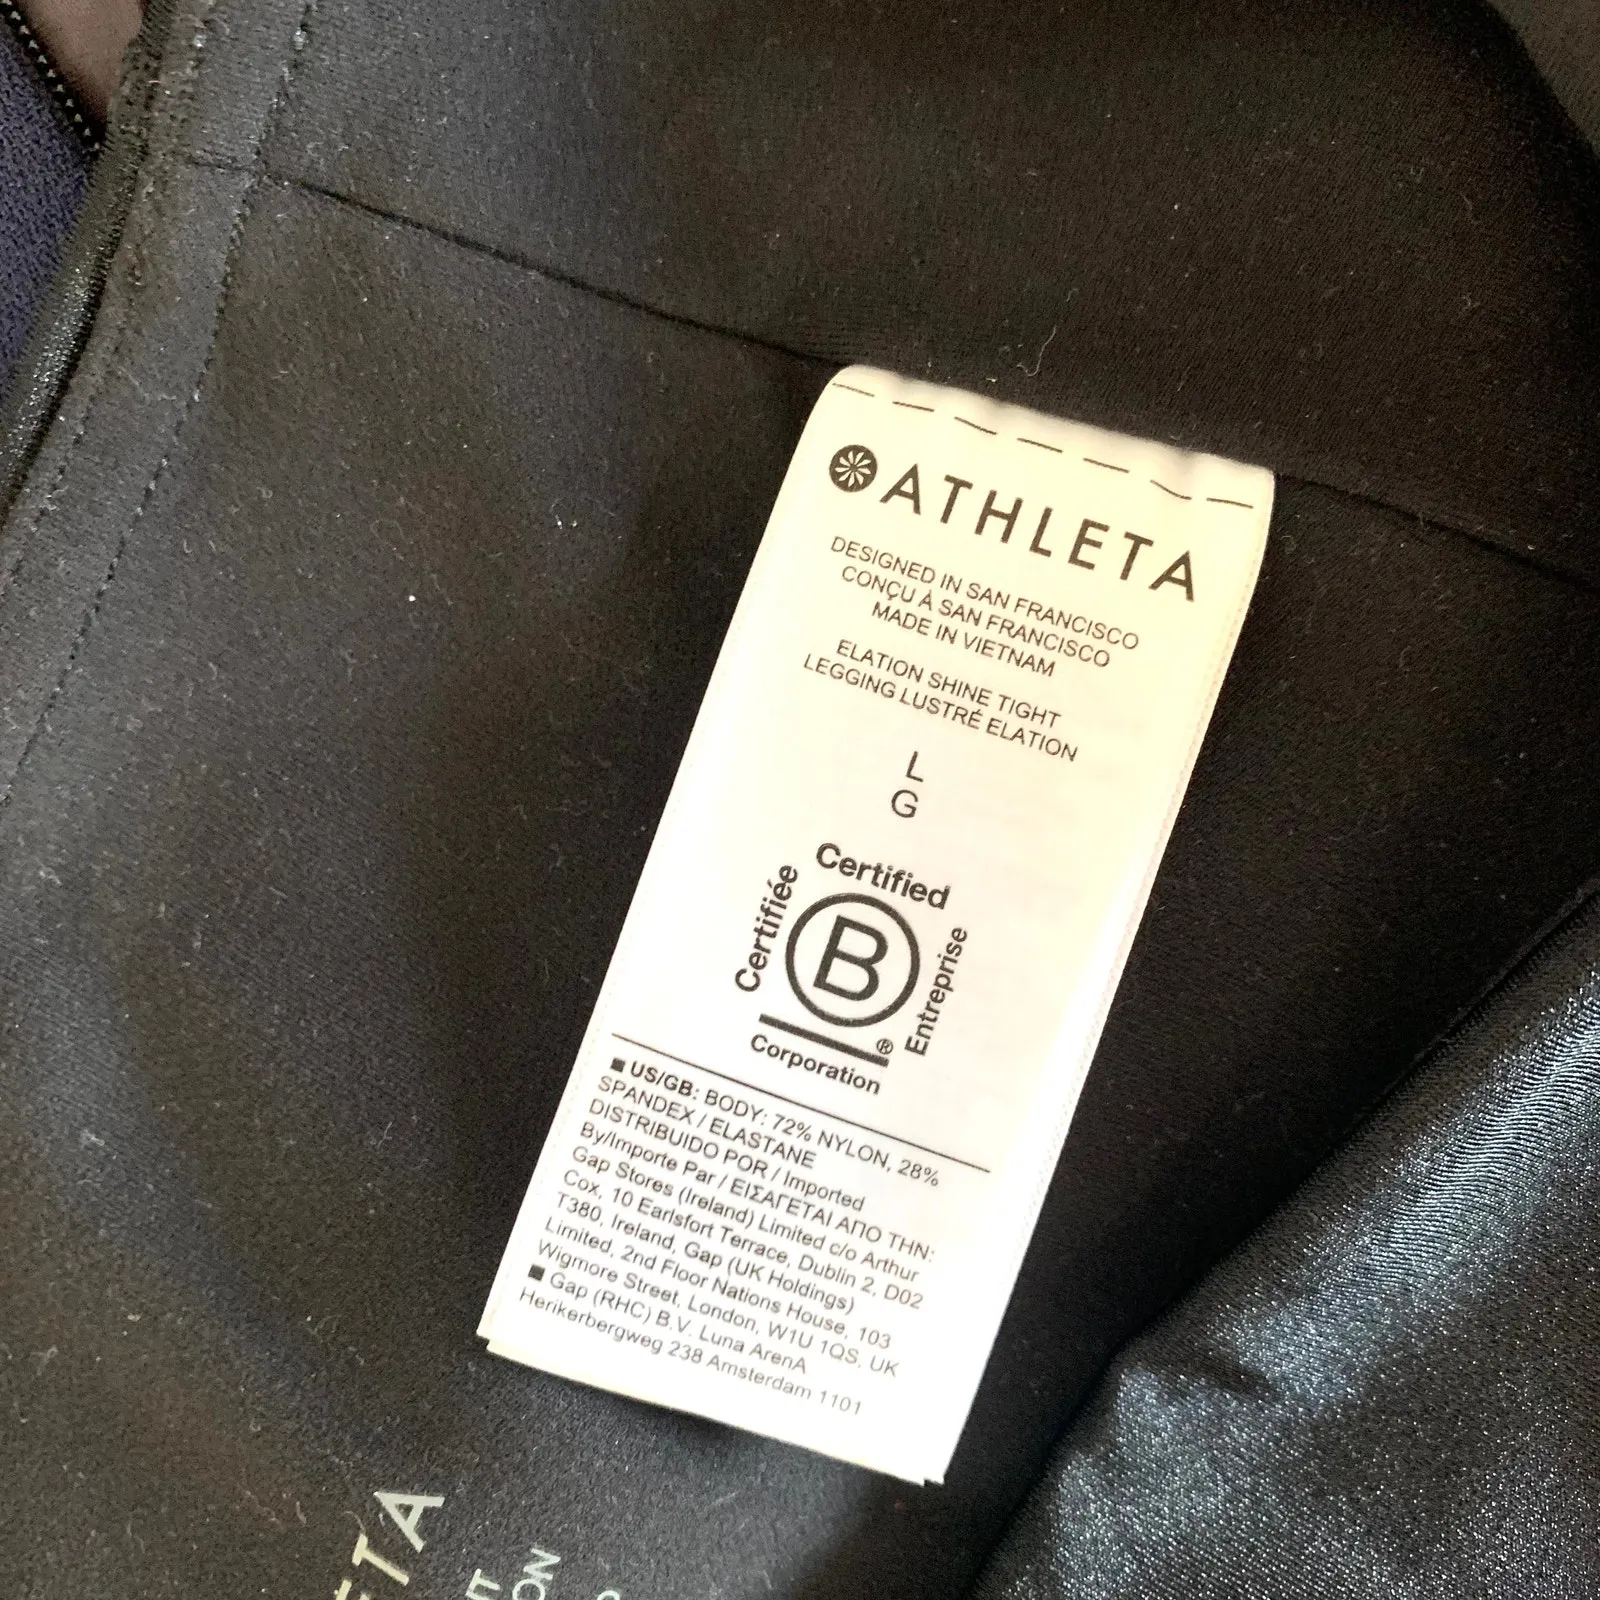 ATHLETA
DESIGNED IN SAN FRANCISCO
CONÇU À SAN FRANCISCO
MADE IN VIETNAM
ELATION SHINE TIGHT
LEGGING LUSTRÉ ELATION
L
G
Certified
Certifiée
B
Entreprise
®
Corporation
■ US/GB: BODY: 72% NYLON, 28%
SPANDEX / ELASTANE
DISTRIBUIDO POR / Imported
By/Importe Par / ΕΙΣΑΓΕΤΑΙ ΑΠΟ ΤΗΝ:
Gap Stores (Ireland) Limited c/o Arthur
Cox, 10 Earlsfort Terrace, Dublin 2, D02
T380, Ireland, Gap (UK Holdings)
Limited, 2nd Floor Nations House, 103
Wigmore Street, London, W1U 1QS, UK
■ Gap (RHC) B.V. Luna ArenA
Herikerbergweg 238 Amsterdam 1101
ETA
IT
ON